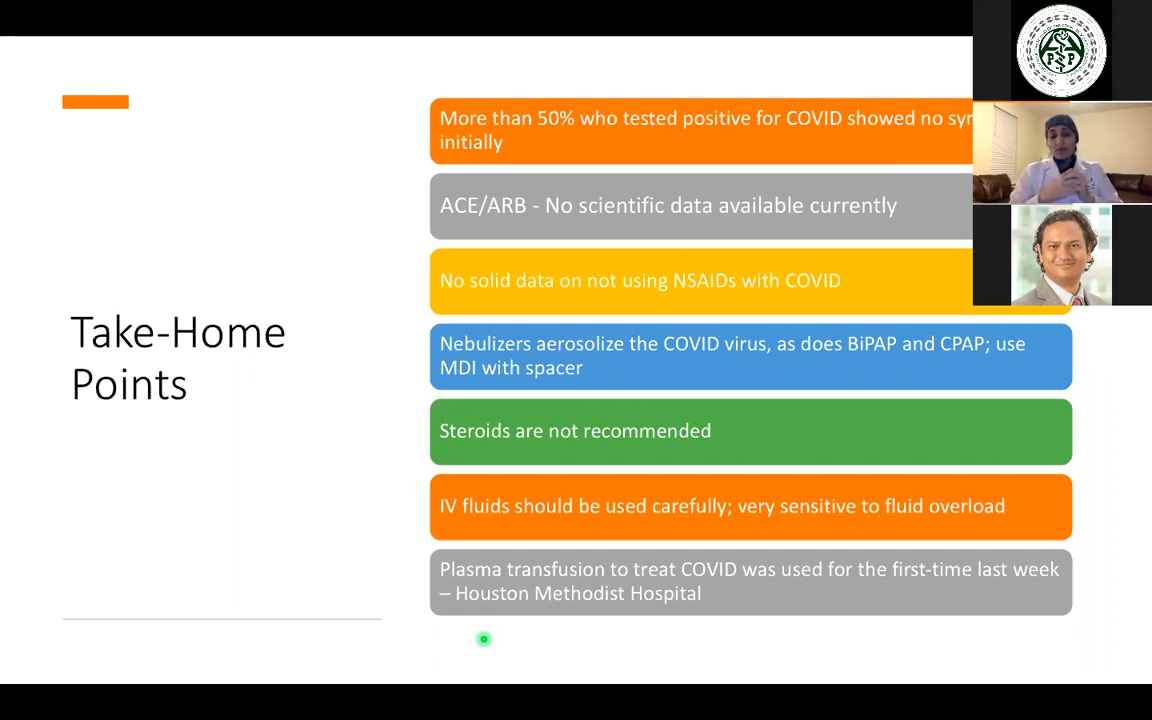 More than 50% who tested positive for COVID showed no
initially
ACE/ARB - No scientific data available currently
No solid data on not using NSAIDs with COVID
Take-Home
Points
Nebulizers aerosolize the COVID virus, as does BiPAP and CPAP; use
MDI with spacer
Steroids are not recommended
IV fluids should be used carefully; very sensitive to fluid overload
Plasma transfusion to treat COVID was used for the first-time last week
– Houston Methodist Hospital